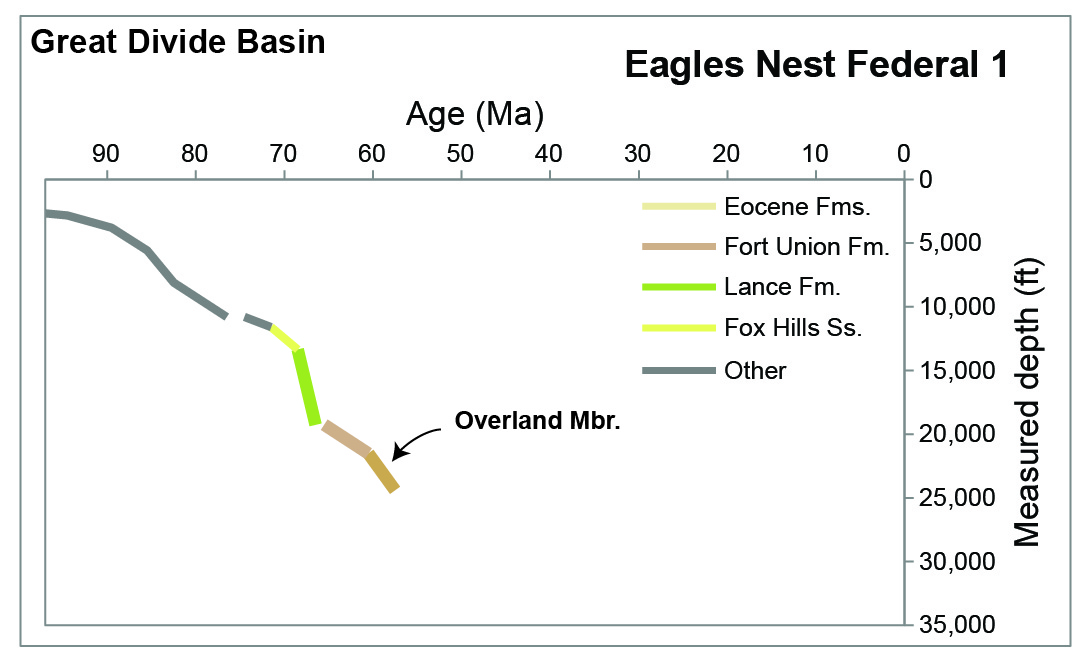 Great Divide Basin
Eagles Nest Federal 1
Age (Ma)
90 80 70 60 50 40 30 20 10 0
0
5,000
10,000
15,000
20,000
25,000
30,000
35,000
Measured depth (ft)
Eocene Fms.
Fort Union Fm.
Lance Fm.
Fox Hills Ss.
Other
Overland Mbr.